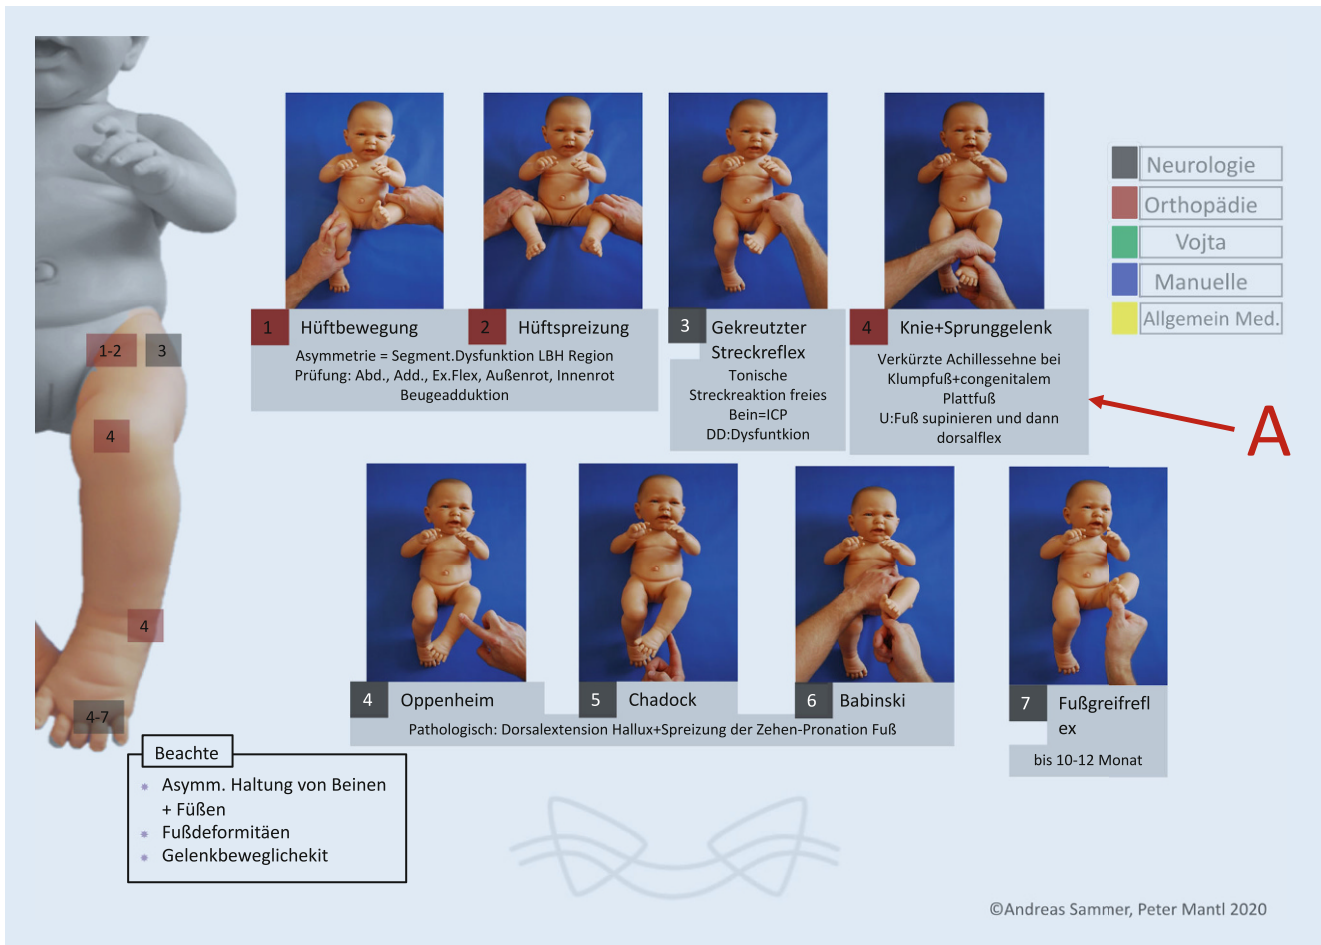 1 Hüftbewegung
2 Hüftspreizung
Asymmetrie = Segment.Dysfunktion LBH Region
Prüfung: Abd., Add., Ex.Flex, Außenrot, Innenrot
Beugeadduktion
3 Gekreutzter
Streckreflex
Tonische
Streckreaktion freies
Bein=ICP
DD:Dysfuntkion
4 Knie+Sprunggelenk
Verkürzte Achillessehne bei
Klumpfuß+congenitalem
Plattfuß
U:Fuß supinieren und dann
dorsalflex
A
Neurologie
Orthopädie
Vojta
Manuelle
Allgemein Med.
1-2
3
4
4
4-7
4 Oppenheim
5 Chadock
6 Babinski
Pathologisch: Dorsalextension Hallux+Spreizung der Zehen-Pronation Fuß
7 Fußgreifrefl
ex
bis 10-12 Monat
Beachte
Asymm. Haltung von Beinen
+ Füßen
Fußdeformitäen
Gelenkbeweglichekit
©Andreas Sammer, Peter Mantl 2020